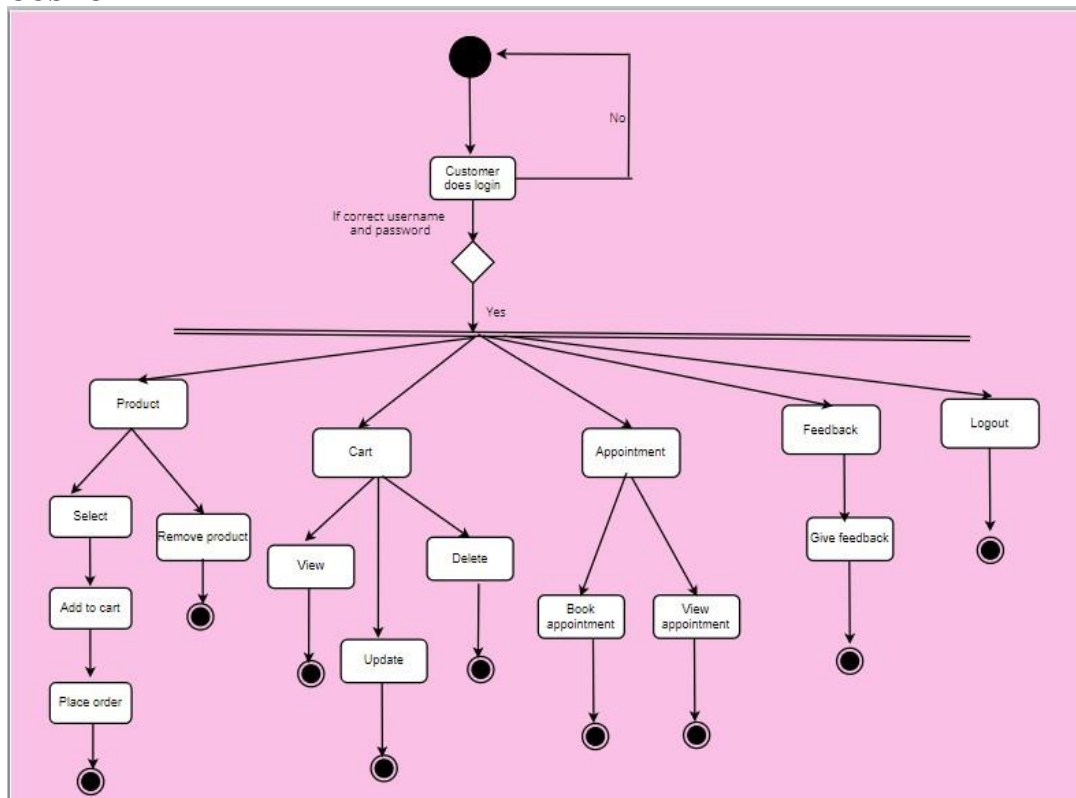 No
Customer
does login
If correct username
and password
Yes
Product
Cart
Appointment
Feedback
Logout
Select
Remove product
View
Delete
Give feedback
Add to cart
Book
appointment
View
appointment
Update
Place order